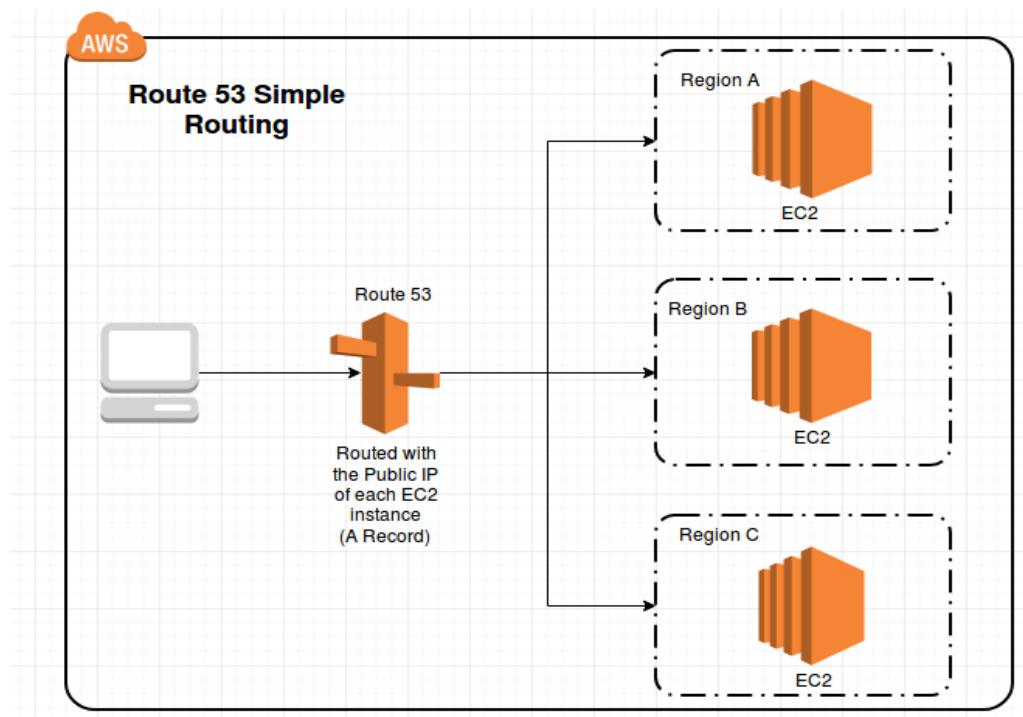 AWS
Route 53 Simple
Routing
Region A
EC2
Route 53
Region B
EC2
Routed with
the Public IP
of each EC2
instance
(A Record)
Region C
EC2